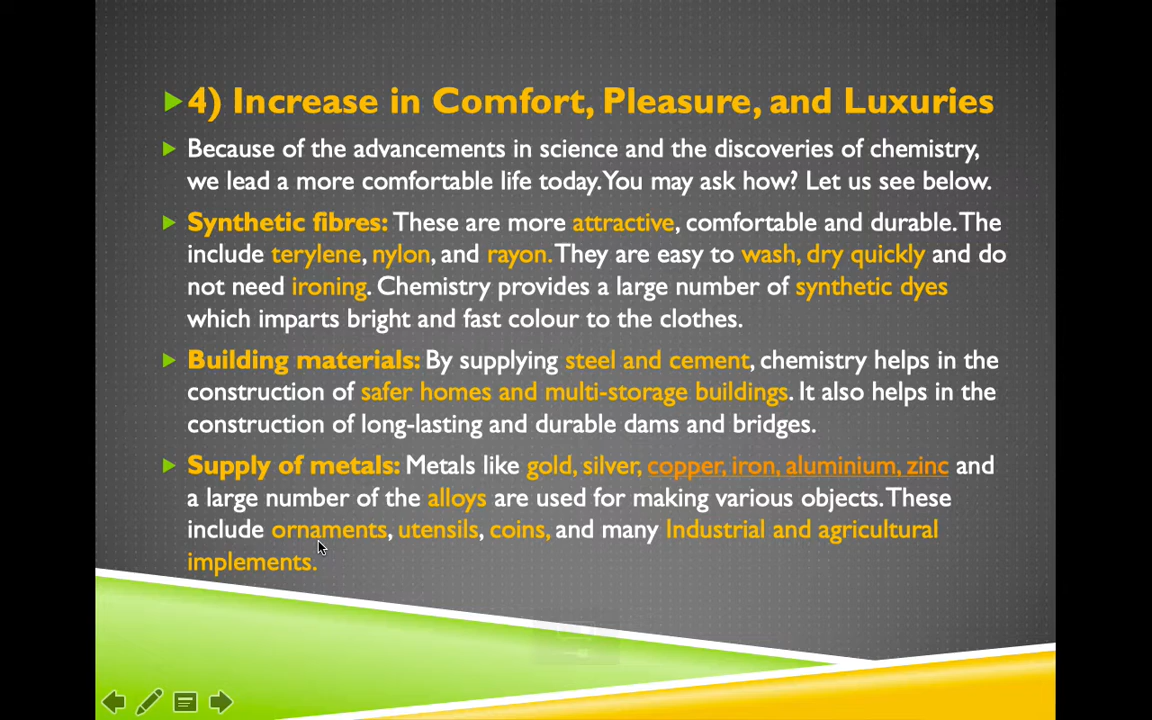 4) Increase in Comfort, Pleasure, and Luxuries
Because of the advancements in science and the discoveries of chemistry,
we lead a more comfortable life today. You may ask how? Let us see below.
Synthetic fibres: These are more attractive, comfortable and durable. The
include terylene, nylon, and rayon. They are easy to wash, dry quickly and do
not need ironing. Chemistry provides a large number of synthetic dyes
which imparts bright and fast colour to the clothes.
Building materials: By supplying steel and cement, chemistry helps in the
construction of safer homes and multi-storage buildings. It also helps in the
construction of long-lasting and durable dams and bridges.
Supply of metals: Metals like gold, silver, copper, iron, aluminium, zinc and
a large number of the alloys are used for making various objects. These
include ornaments, utensils, coins, and many Industrial and agricultural
implements.